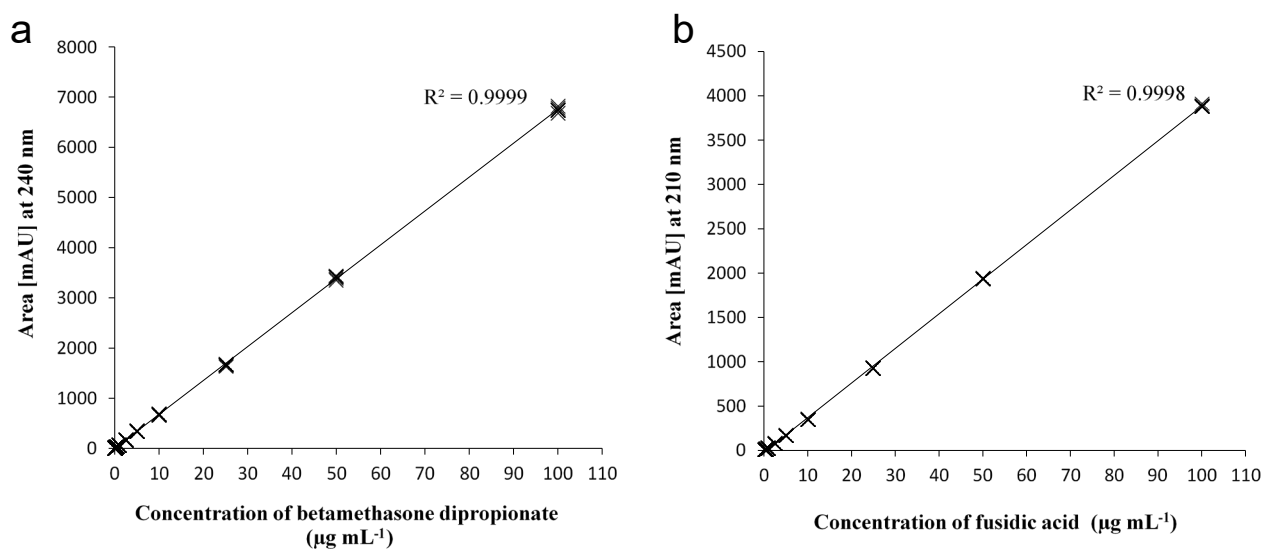 a
8000
7000
6000
5000
4000
3000
2000
1000
0
Area [mAU] at 240 nm
R² = 0.9999
0 10 20 30 40 50 60 70 80 90 100 110
Concentration of betamethasone dipropionate
(µg mL⁻¹)
b
4500
4000
3500
3000
2500
2000
1500
1000
500
0
Area [mAU] at 210 nm
R² = 0.9998
0 10 20 30 40 50 60 70 80 90 100 110
Concentration of fusidic acid (µg mL⁻¹)